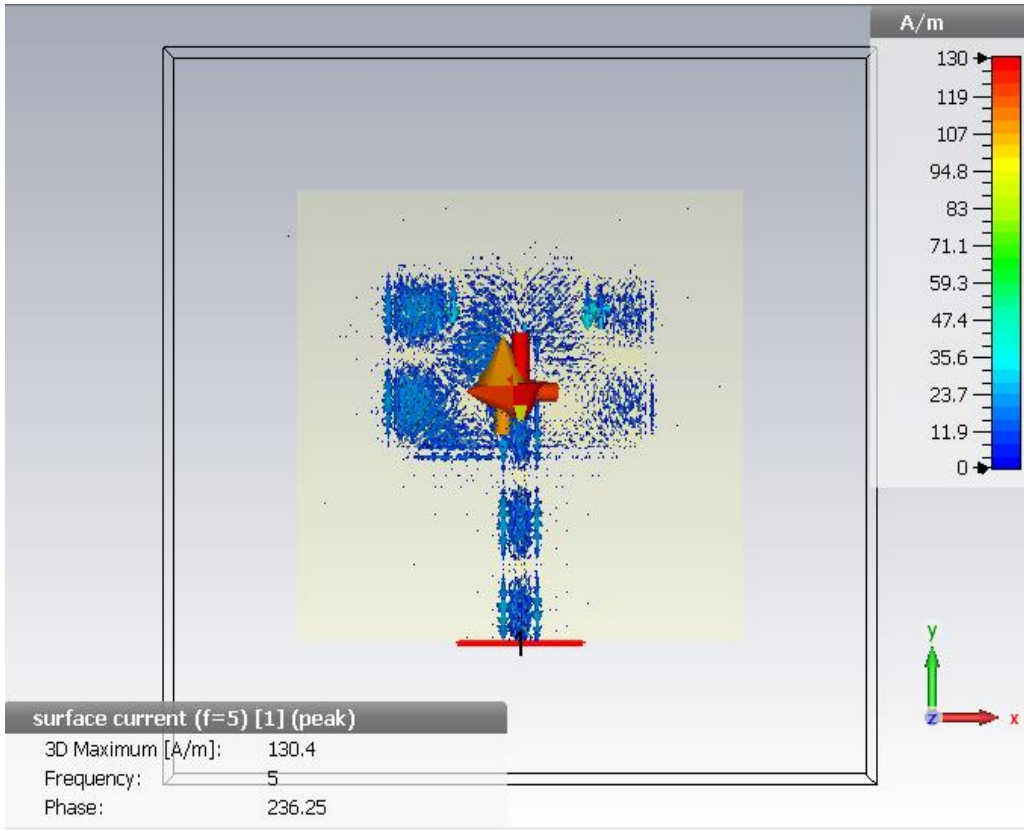 A/m
130
119
107
94.8
83
71.1
59.3
47.4
35.6
23.7
11.9
0
y
z
x
surface current (f=5) [1] (peak)
3D Maximum [A/m]: 130.4
Frequency: 5
Phase: 236.25